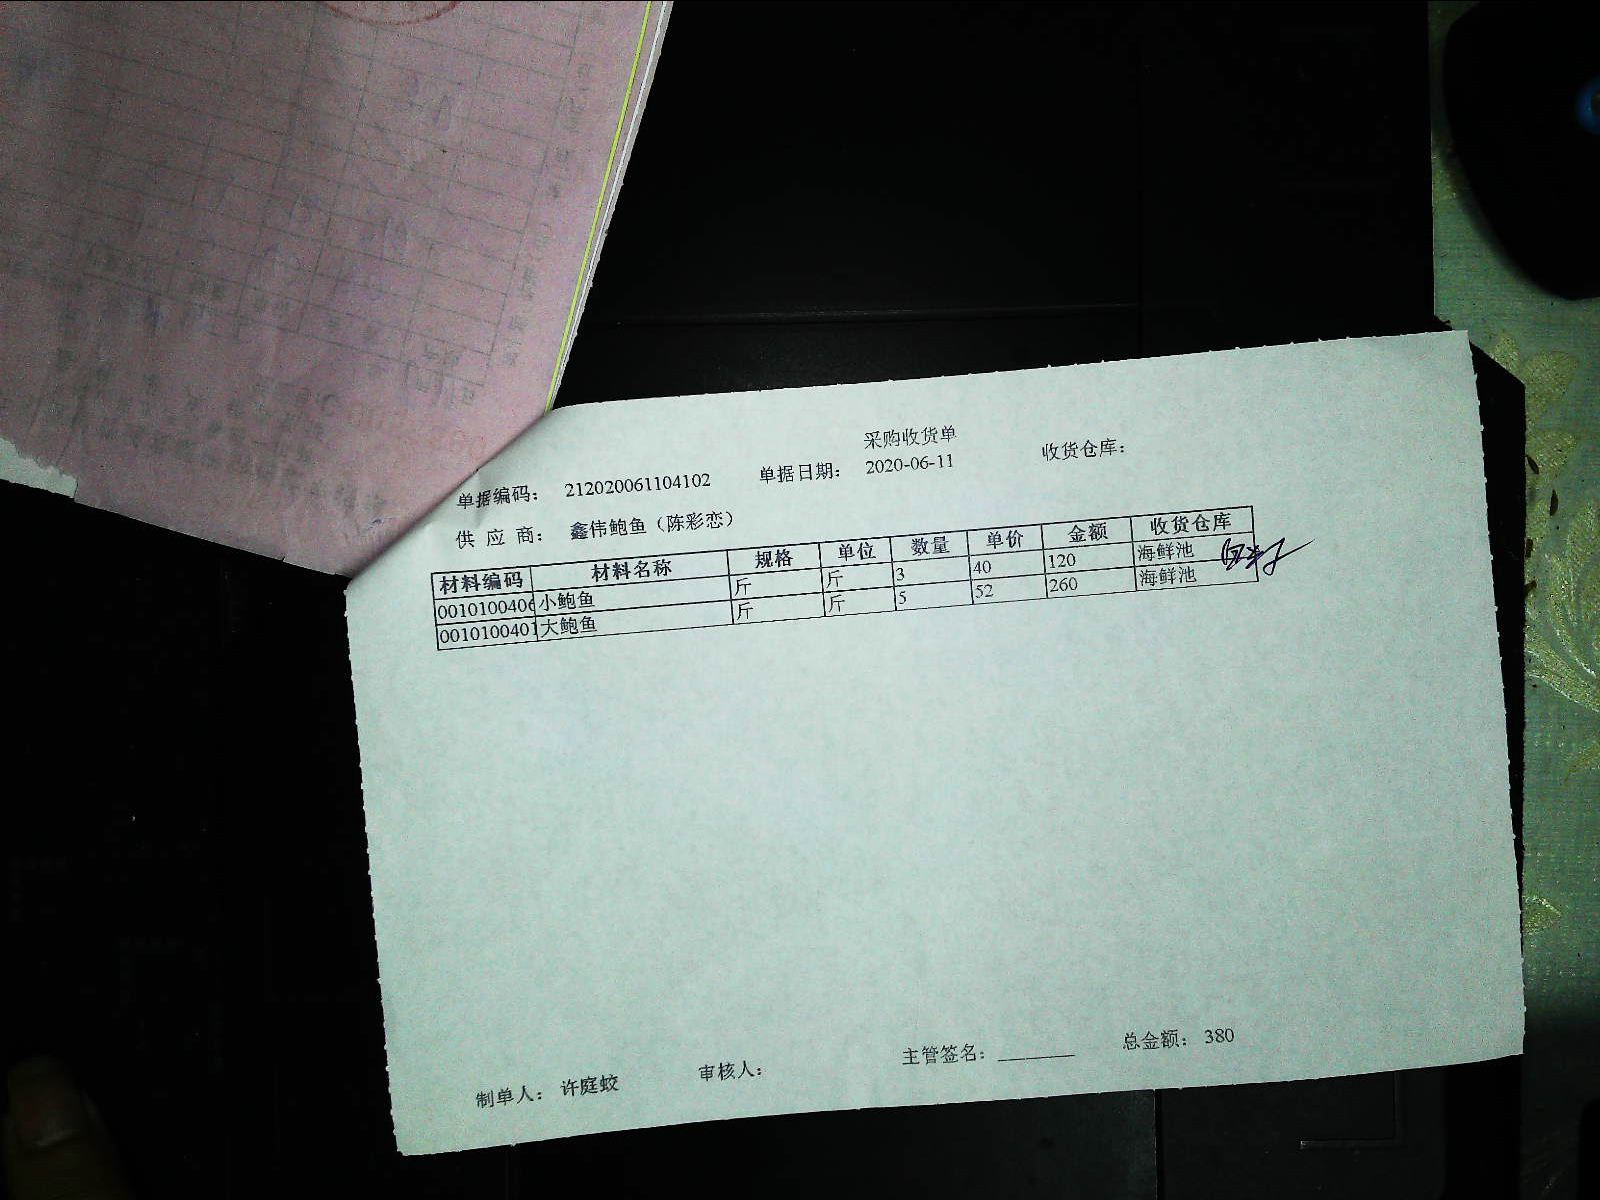 采购收货单
单据编码： 212020061104102 单据日期： 2020-06-11 收货仓库：
供 应 商： 鑫伟鲍鱼（陈彩恋）
材料编码 材料名称 规格 单位 数量 单价 金额 收货仓库
0010100406 小鲍鱼 斤 斤 3 40 120 海鲜池
0010100401 大鲍鱼 斤 斤 5 52 260 海鲜池
制单人： 许庭蛟 审核人： 主管签名：________ 总金额： 380